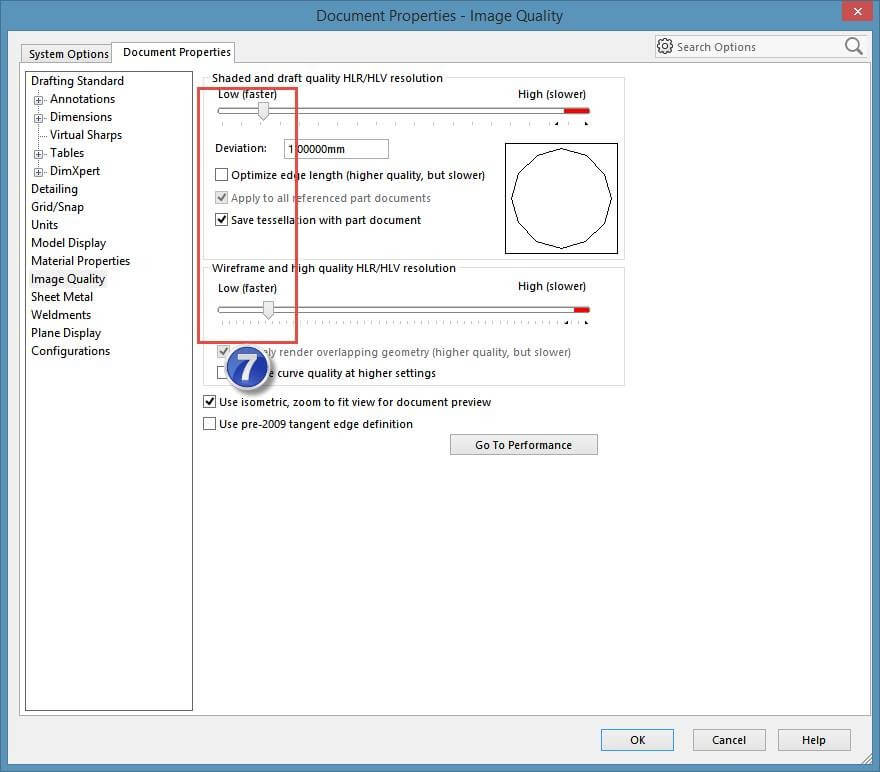 Document Properties - Image Quality
System Options
Document Properties
Search Options
Drafting Standard
Annotations
Dimensions
Virtual Sharps
Tables
DimXpert
Detailing
Grid/Snap
Units
Model Display
Material Properties
Image Quality
Sheet Metal
Weldments
Plane Display
Configurations
Shaded and draft quality HLR/HLV resolution
Low (faster) High (slower)
Deviation: 1.00000mm
Optimize edge length (higher quality, but slower)
Apply to all referenced part documents
Save tessellation with part document
Wireframe and high quality HLR/HLV resolution
Low (faster) High (slower)
render overlapping geometry (higher quality, but slower)
7
curve quality at higher settings
Use isometric, zoom to fit view for document preview
Use pre-2009 tangent edge definition
Go To Performance
OK Cancel Help